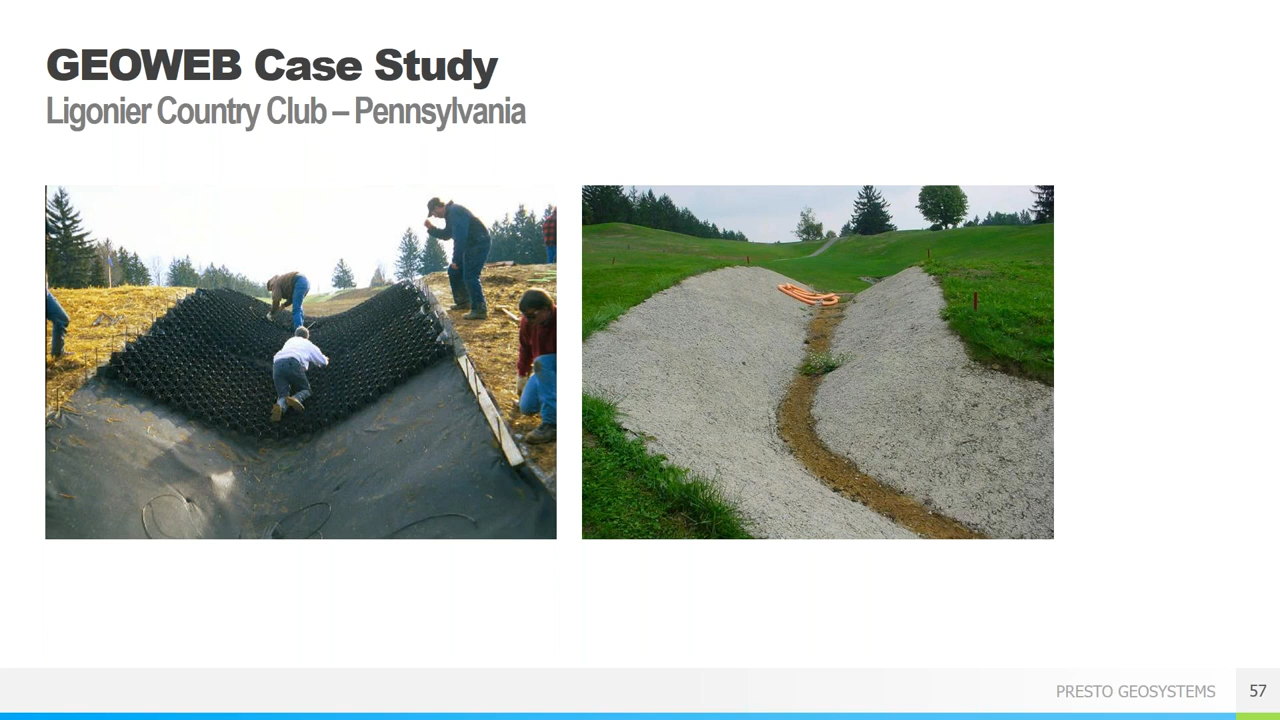 GEOWEB Case Study
Ligonier Country Club – Pennsylvania
PRESTO GEOSYSTEMS
57